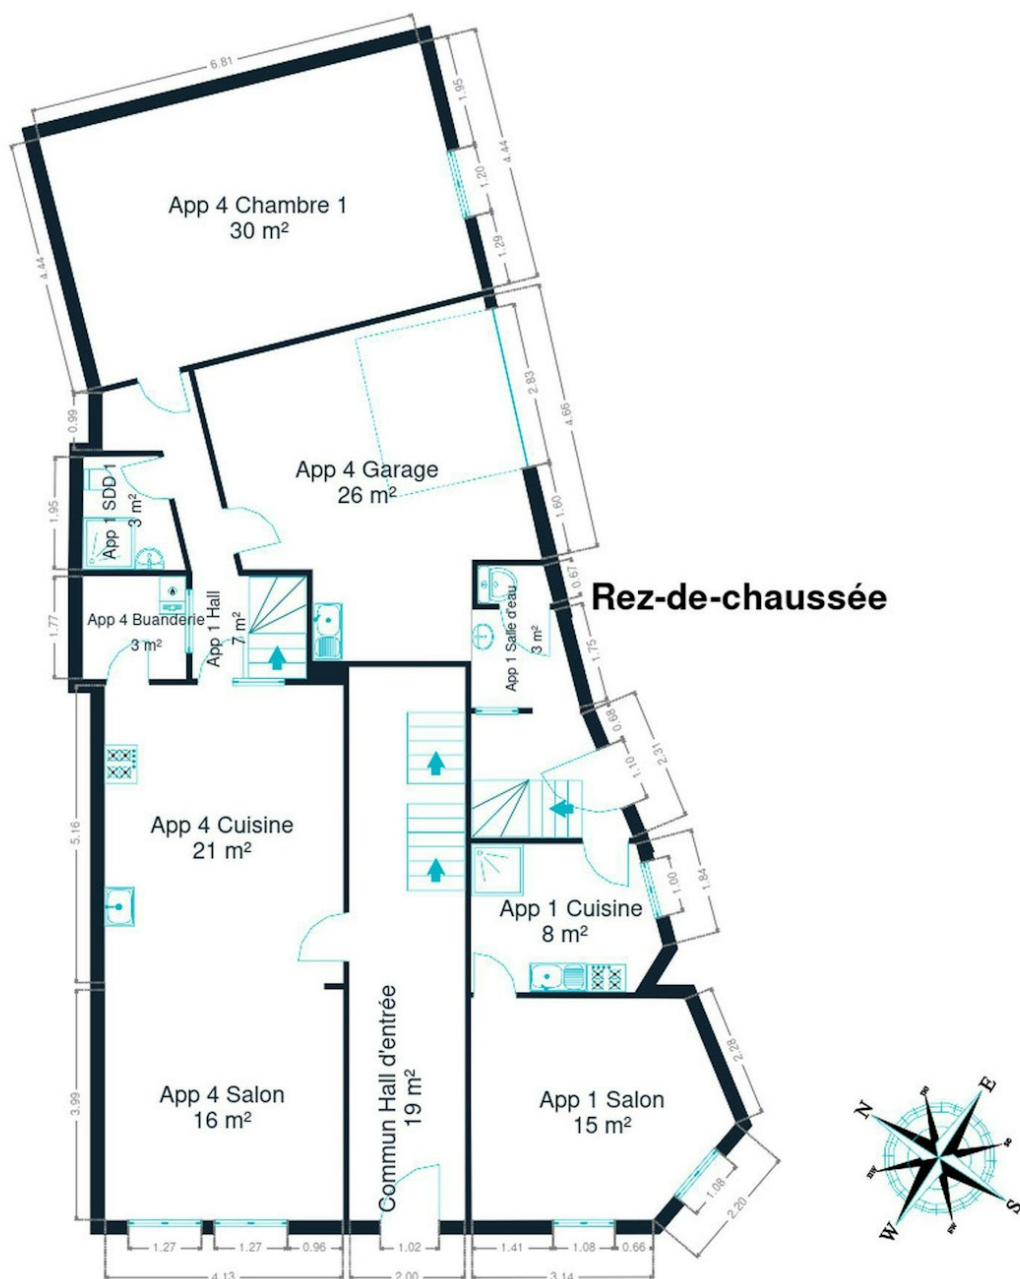 6.81
1.95
4.44
1.20
1.29
App 4 Chambre 1
30 m²
4.44
0.99
2.83
4.66
App 4 Garage
26 m²
1.60
1.95
App 1 SDD 1
3 m²
0.67
Rez-de-chaussée
1.77
App 4 Buanderie
3 m²
App 1 Hall
7 m²
App 1 Salle d'eau
3 m²
1.75
0.68
2.31
1.10
5.16
App 4 Cuisine
21 m²
1.00
1.84
App 1 Cuisine
8 m²
2.28
3.99
App 4 Salon
16 m²
Commun Hall d'entrée
19 m²
App 1 Salon
15 m²
1.08
2.20
N
E
S
W
1.27
1.27
0.96
1.02
1.41
1.08
0.66
4.13
2.00
3.14